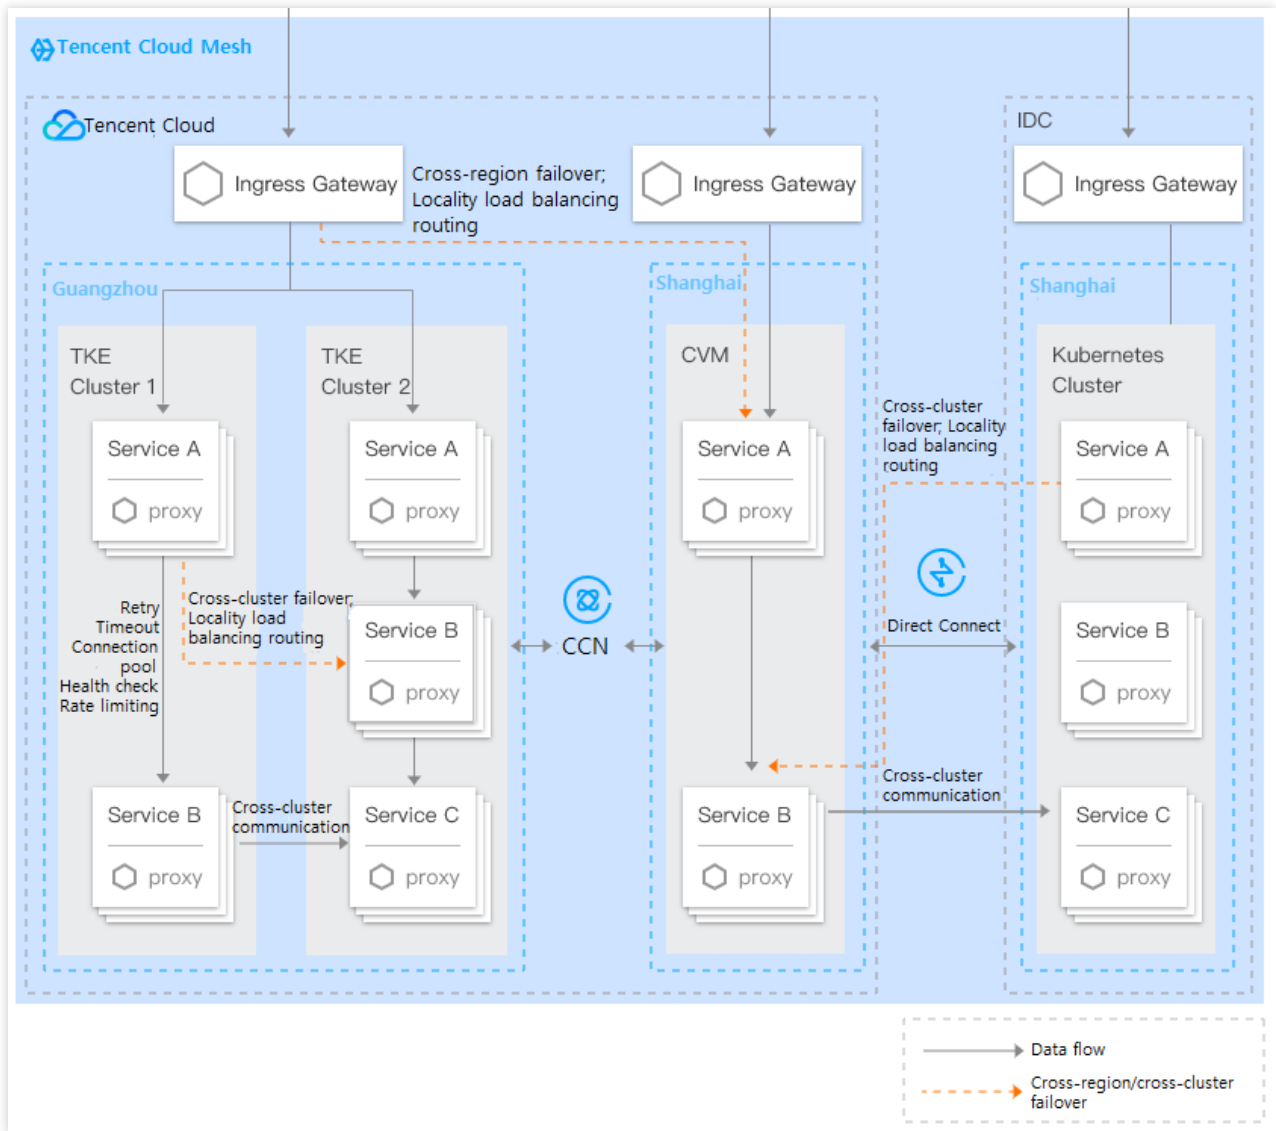 Tencent Cloud Mesh
Tencent Cloud
IDC
Ingress Gateway
Cross-region failover;
Locality load balancing
routing
Ingress Gateway
Ingress Gateway
Guangzhou
Shanghai
Shanghai
TKE
Cluster 1
TKE
Cluster 2
CVM
Kubernetes
Cluster
Service A
proxy
Service A
proxy
Service A
proxy
Cross-cluster
failover; Locality
load balancing
routing
Service A
proxy
Retry
Timeout
Connection
pool
Health check
Rate limiting
Cross-cluster failover;
Locality load
balancing routing
Service B
proxy
CCN
Direct Connect
Service B
proxy
Service B
proxy
Cross-cluster
communication
Service C
proxy
Service B
proxy
Cross-cluster
communication
Service C
proxy
Data flow
Cross-region/cross-cluster
failover